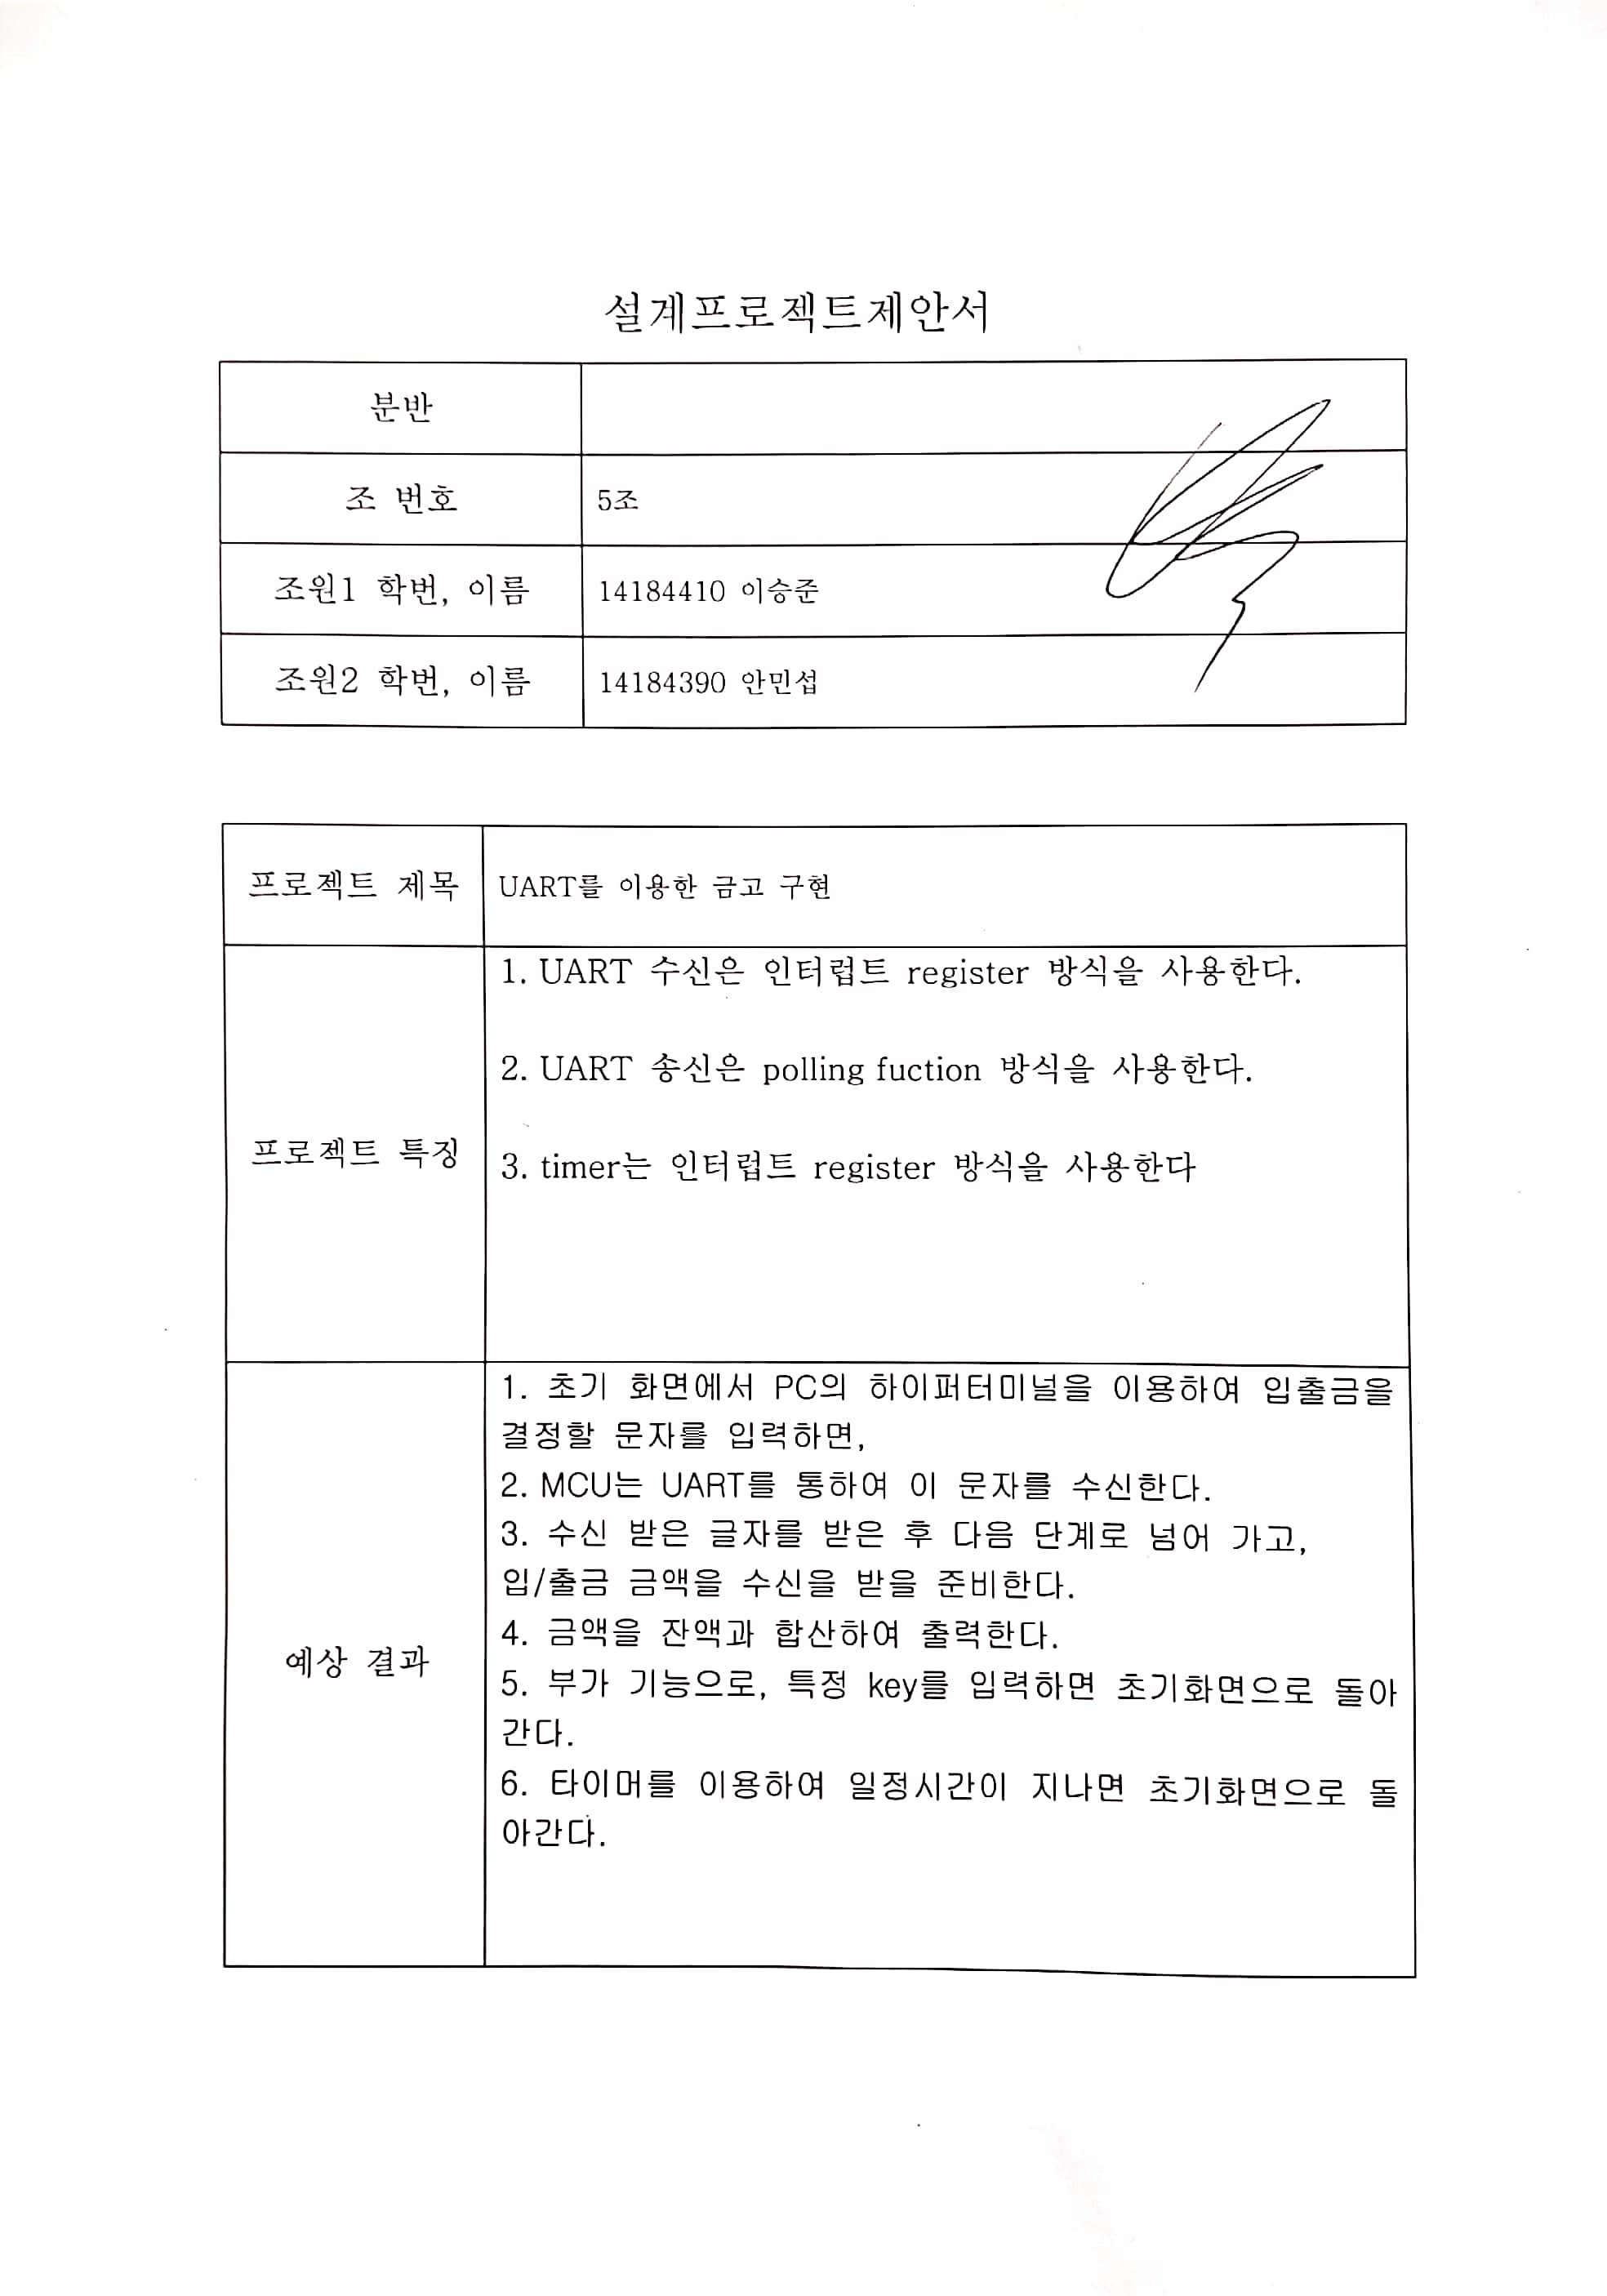 설계프로젝트제안서
분반
조 번호 5조
조원1 학번, 이름 14184410 이승준
조원2 학번, 이름 14184390 안민섭
프로젝트 제목 UART를 이용한 금고 구현
프로젝트 특징
1. UART 수신은 인터럽트 register 방식을 사용한다.
2. UART 송신은 polling fuction 방식을 사용한다.
3. timer는 인터럽트 register 방식을 사용한다
예상 결과
1. 초기 화면에서 PC의 하이퍼터미널을 이용하여 입출금을
결정할 문자를 입력하면,
2. MCU는 UART를 통하여 이 문자를 수신한다.
3. 수신 받은 글자를 받은 후 다음 단계로 넘어 가고,
입/출금 금액을 수신을 받을 준비한다.
4. 금액을 잔액과 합산하여 출력한다.
5. 부가 기능으로, 특정 key를 입력하면 초기화면으로 돌아
간다.
6. 타이머를 이용하여 일정시간이 지나면 초기화면으로 돌
아간다.